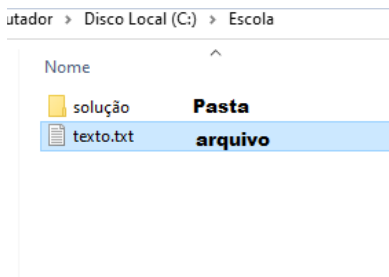 utador > Disco Local (C:) > Escola
Nome
solução Pasta
texto.txt arquivo